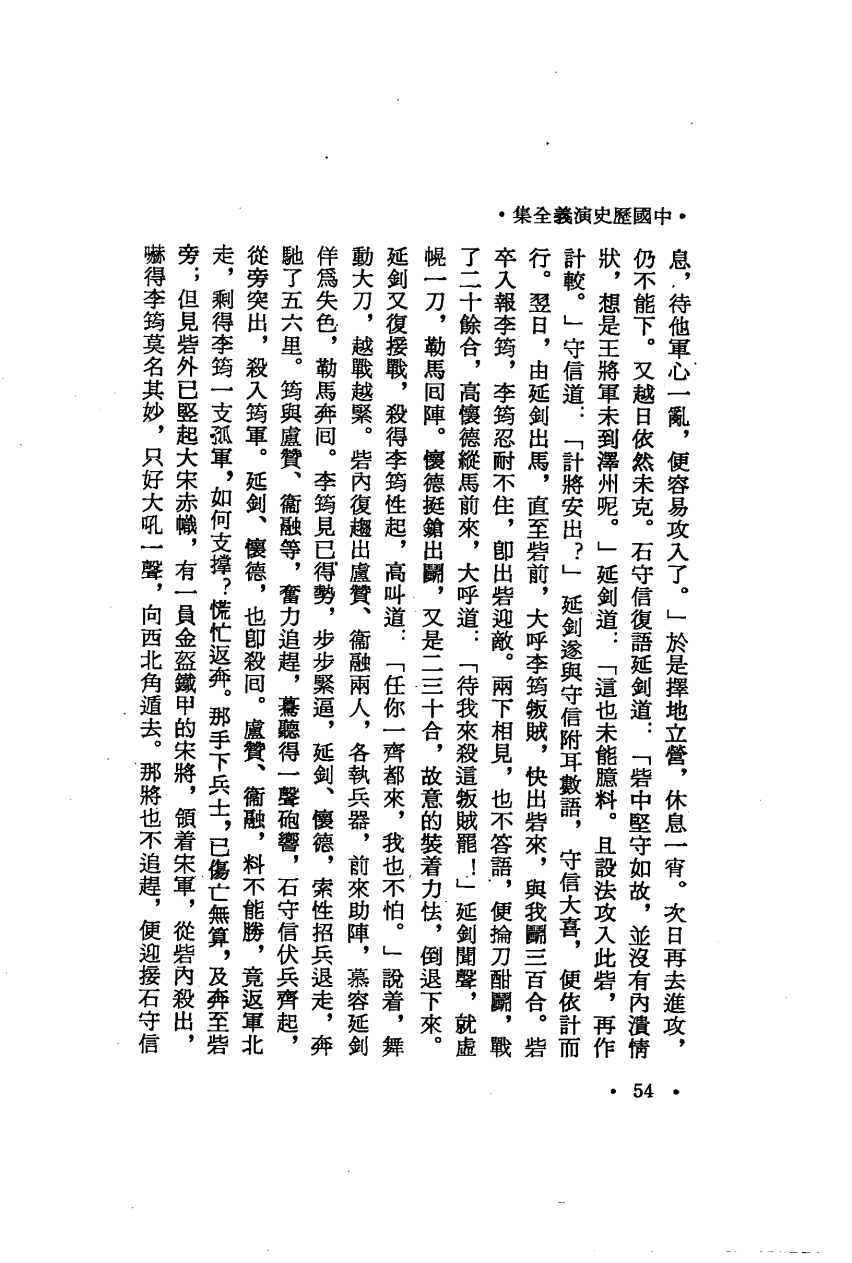 •中國歷史演義全集•
息，待他軍心一亂，便容易攻入了。」於是擇地立營，休息一宵。次日再去進攻，
仍不能下。又越日依然未克。石守信復語延釗道：「砦中堅守如故，並沒有內潰情
狀，想是王將軍未到澤州呢。」延釗道：「這也未能臆料。且設法攻入此砦，再作
計較。」守信道：「計將安出？」延釗遂與守信附耳數語，守信大喜，便依計而
行。翌日，由延釗出馬，直至砦前，大呼李筠叛賊，快出砦來，與我鬭三百合。砦
卒入報李筠，李筠忍耐不住，卽出砦迎敵。兩下相見，也不答語，便掄刀酣鬭，戰
了二十餘合，高懷德縱馬前來，大呼道：「待我來殺這叛賊罷！」延釗聞聲，就虛
幌一刀，勒馬囘陣。懷德挺鎗出鬭，又是二三十合，故意的裝着力怯，倒退下來。
延釗又復接戰，殺得李筠性起，高叫道：「任你一齊都來，我也不怕。」說着，舞
動大刀，越戰越緊。砦內復趨出盧贊、衞融兩人，各執兵器，前來助陣，慕容延釗
佯爲失色，勒馬奔囘。李筠見已得勢，步步緊逼，延釗、懷德，索性招兵退走，奔
馳了五六里。筠與盧贊、衞融等，奮力追趕，驀聽得一聲砲響，石守信伏兵齊起，
從旁突出，殺入筠軍。延釗、懷德，也卽殺囘。盧贊、衞融，料不能勝，竟返軍北
走，剩得李筠一支孤軍，如何支撐？慌忙返奔。那手下兵士，已傷亡無算，及奔至砦
旁；但見砦外已竪起大宋赤幟，有一員金盔鐵甲的宋將，領着宋軍，從砦內殺出，
嚇得李筠莫名其妙，只好大吼一聲，向西北角遁去。那將也不追趕，便迎接石守信
• 54 •